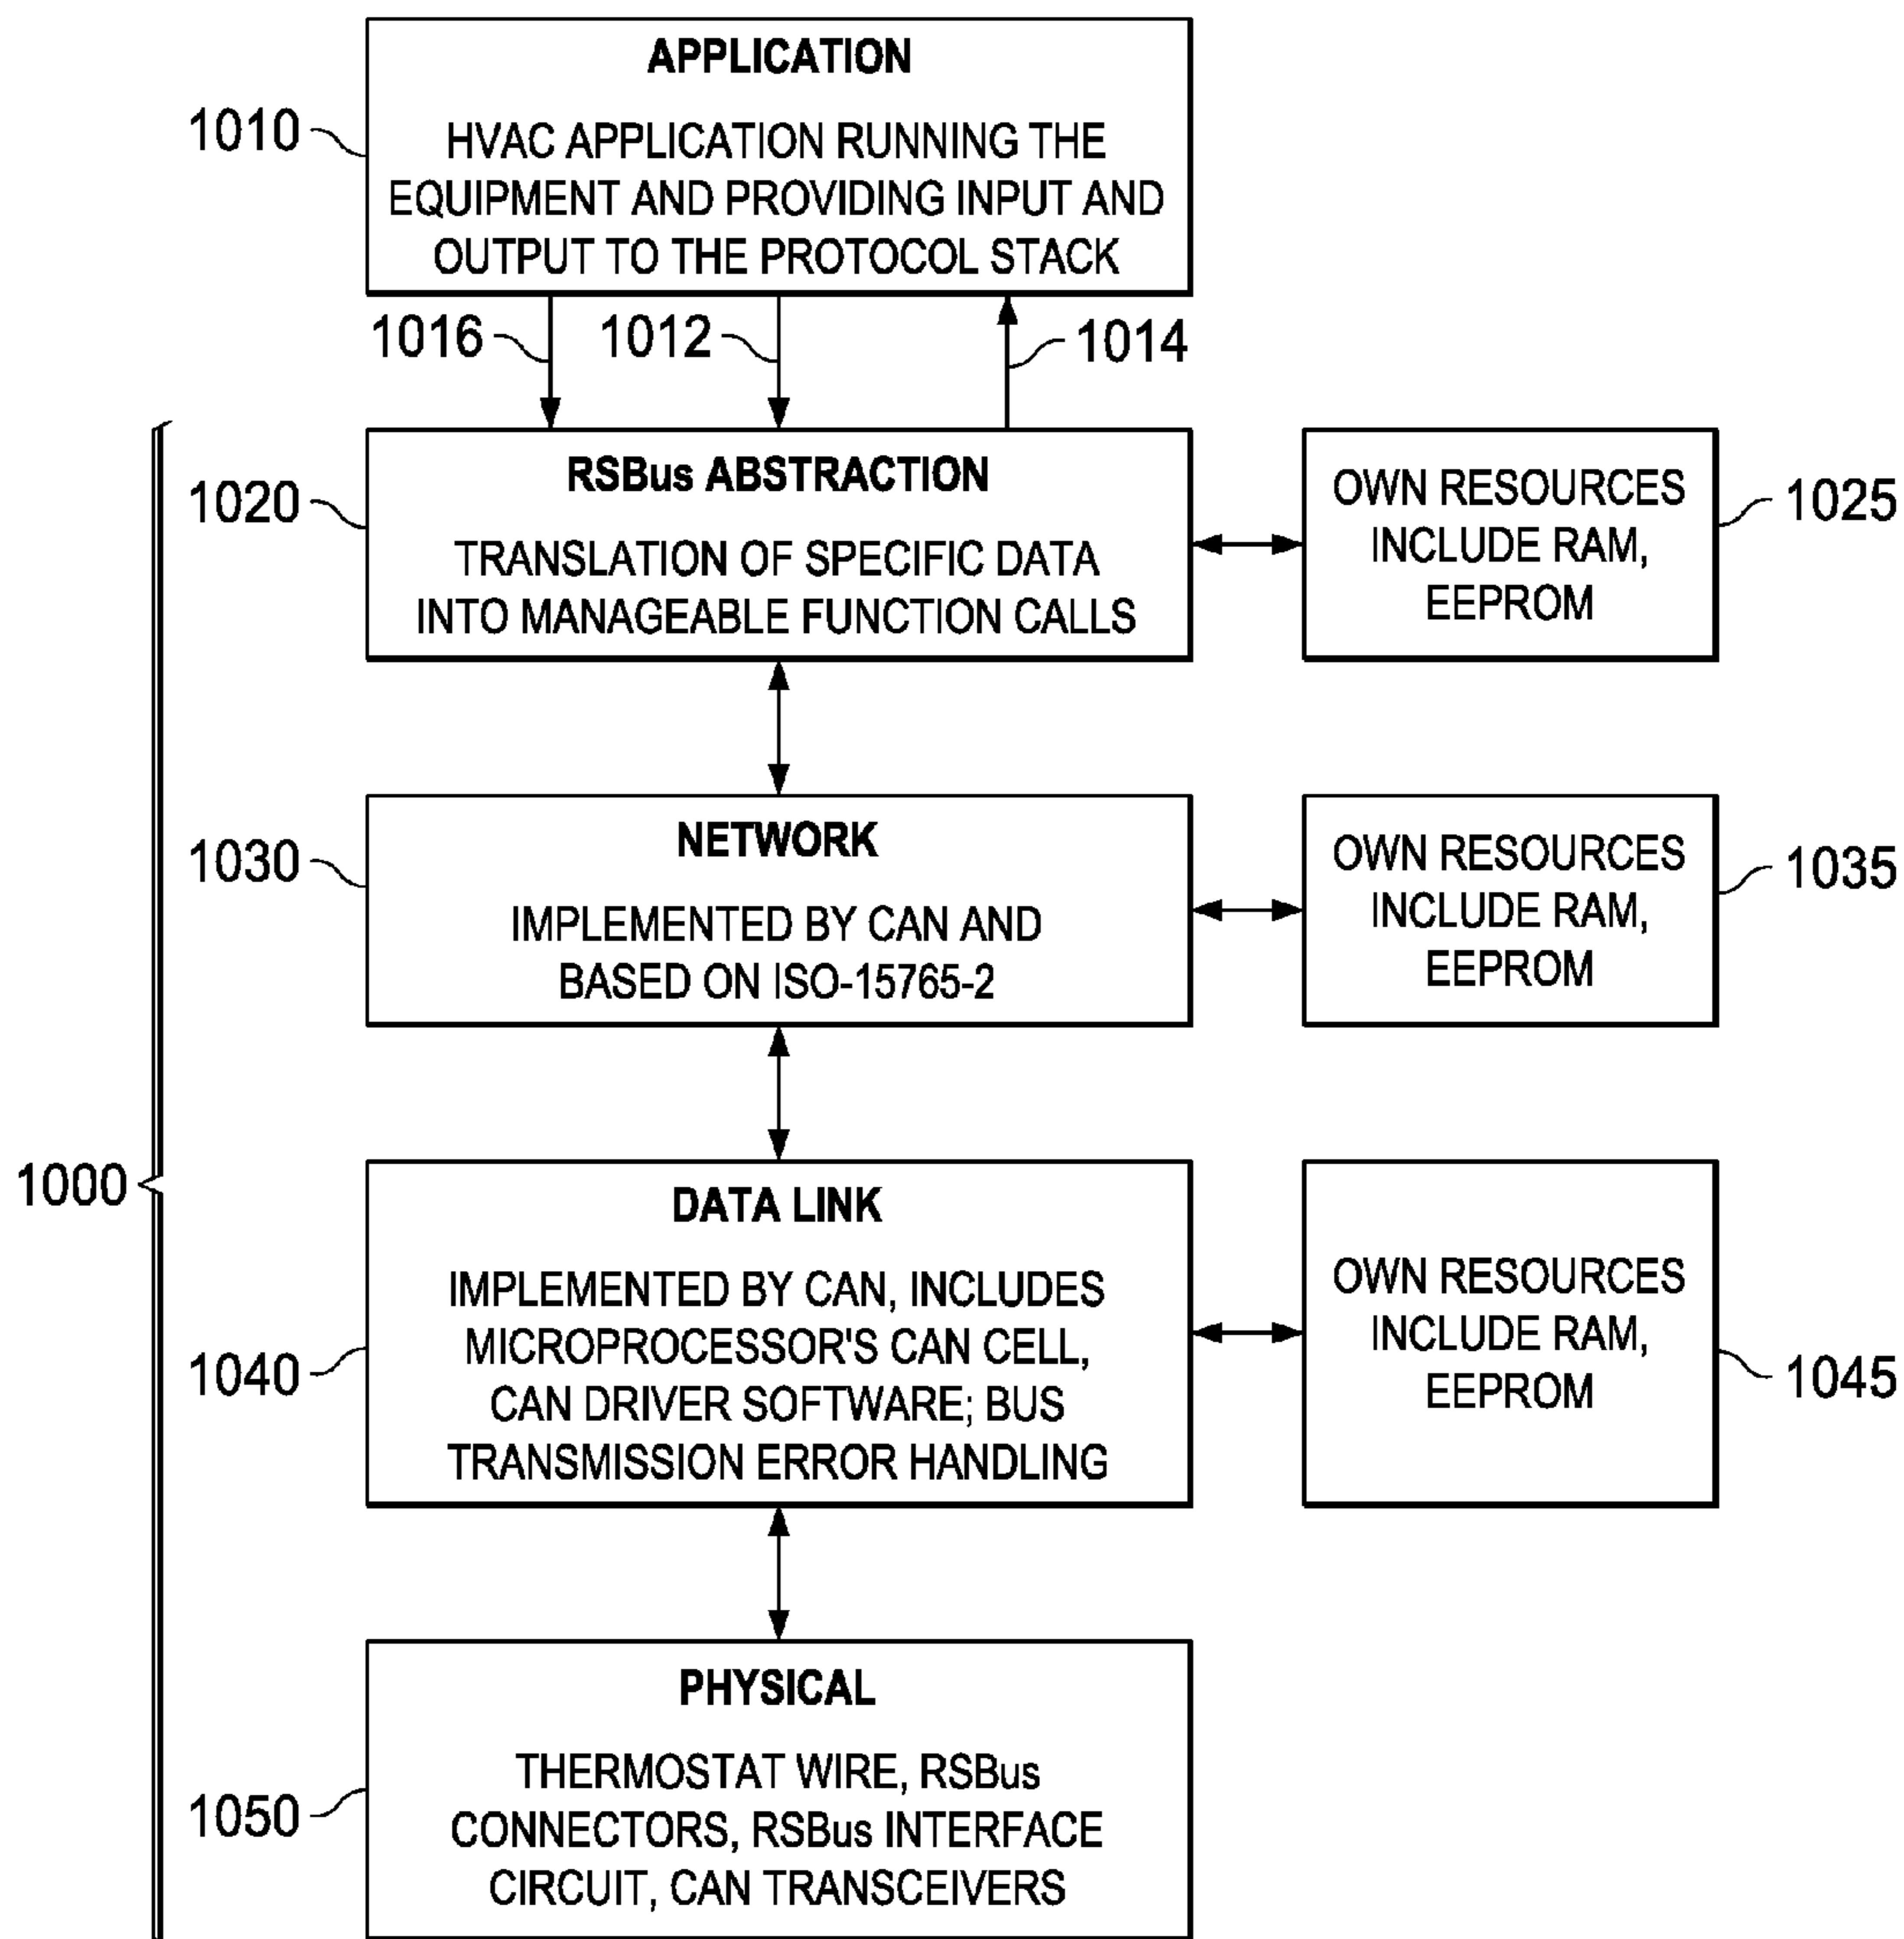 APPLICATION
1010
HVAC APPLICATION RUNNING THE
EQUIPMENT AND PROVIDING INPUT AND
OUTPUT TO THE PROTOCOL STACK
1016
1012
1014
RSBus ABSTRACTION
1020
TRANSLATION OF SPECIFIC DATA
INTO MANAGEABLE FUNCTION CALLS
OWN RESOURCES
INCLUDE RAM,
EEPROM
1025
NETWORK
1030
IMPLEMENTED BY CAN AND
BASED ON ISO-15765-2
OWN RESOURCES
INCLUDE RAM,
EEPROM
1035
1000
DATA LINK
1040
IMPLEMENTED BY CAN, INCLUDES
MICROPROCESSOR'S CAN CELL,
CAN DRIVER SOFTWARE; BUS
TRANSMISSION ERROR HANDLING
OWN RESOURCES
INCLUDE RAM,
EEPROM
1045
PHYSICAL
1050
THERMOSTAT WIRE, RSBus
CONNECTORS, RSBus INTERFACE
CIRCUIT, CAN TRANSCEIVERS